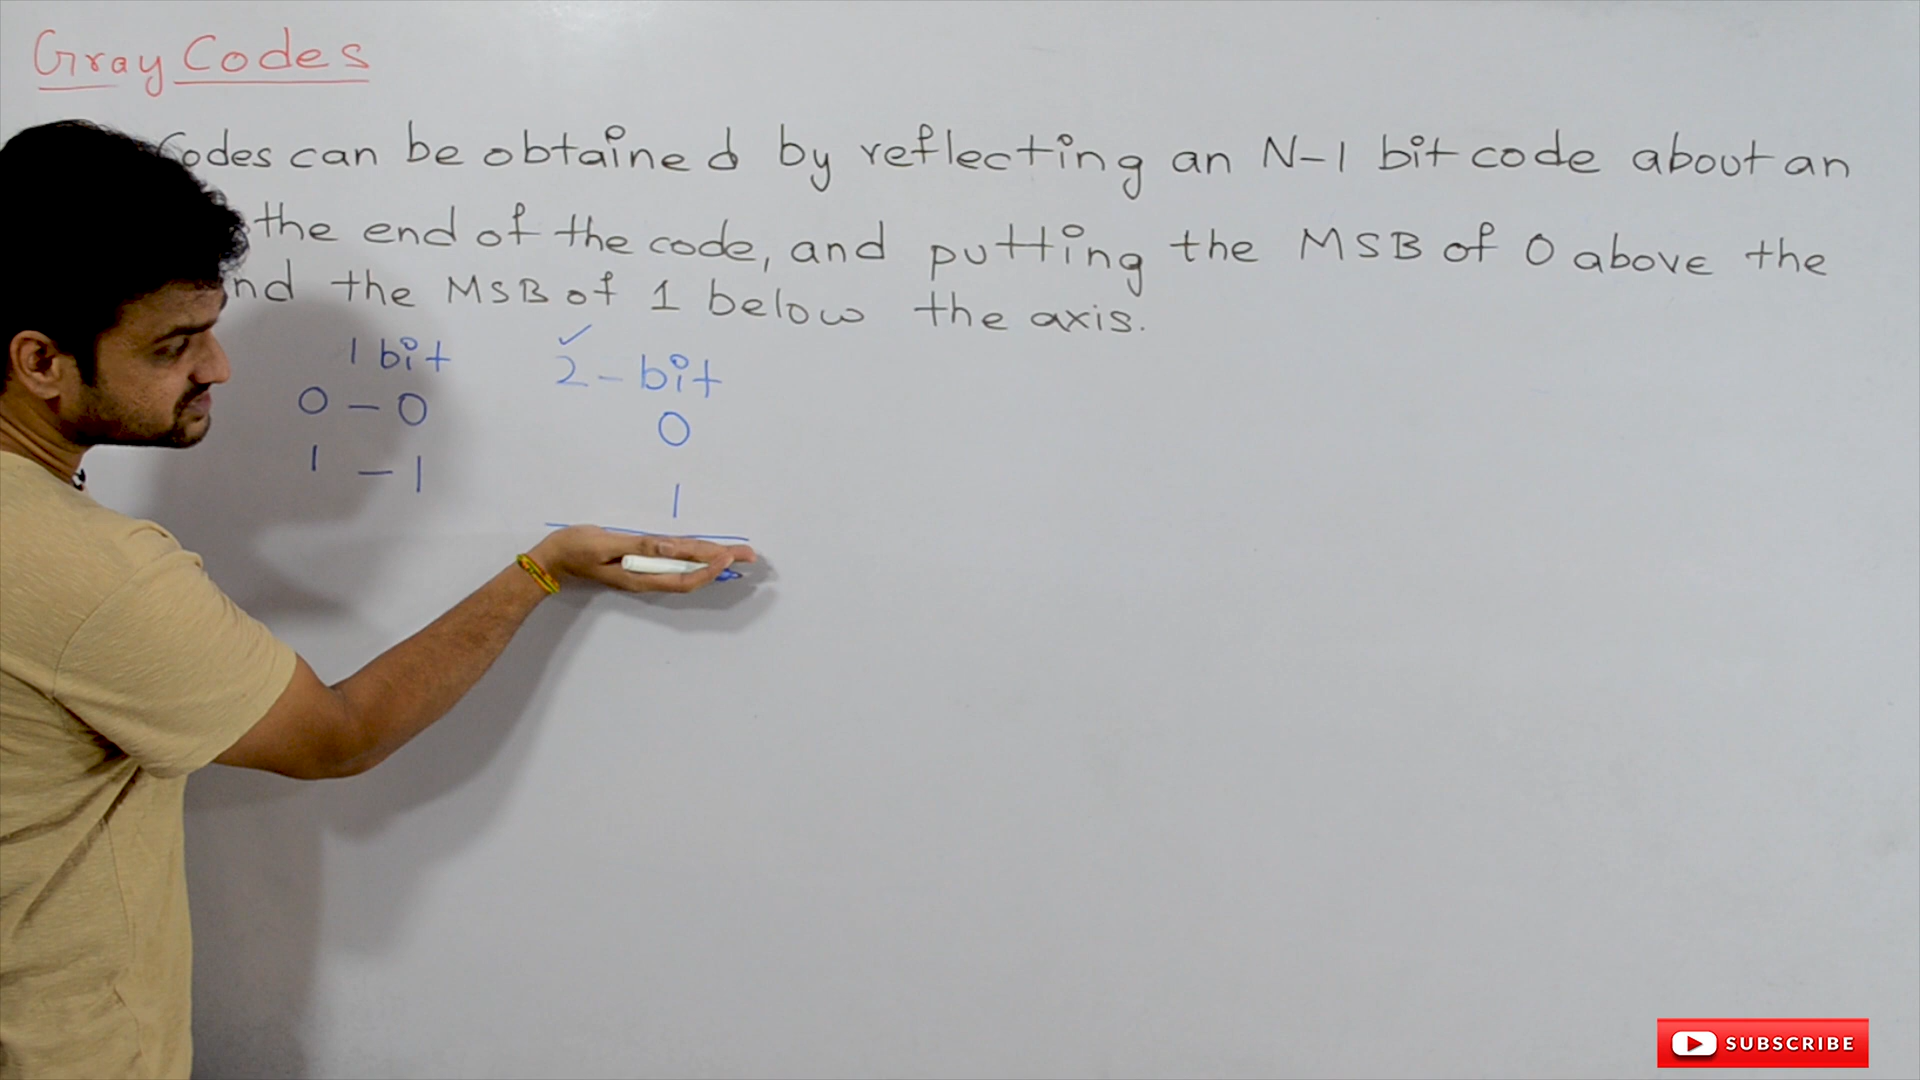 Gray Codes
Codes can be obtained by reflecting an N-1 bit code about an
the end of the code, and putting the MSB of 0 above the
the MSB of 1 below the axis.
1 bit 2-bit
0 - 0 0
1 - 1 1
SUBSCRIBE